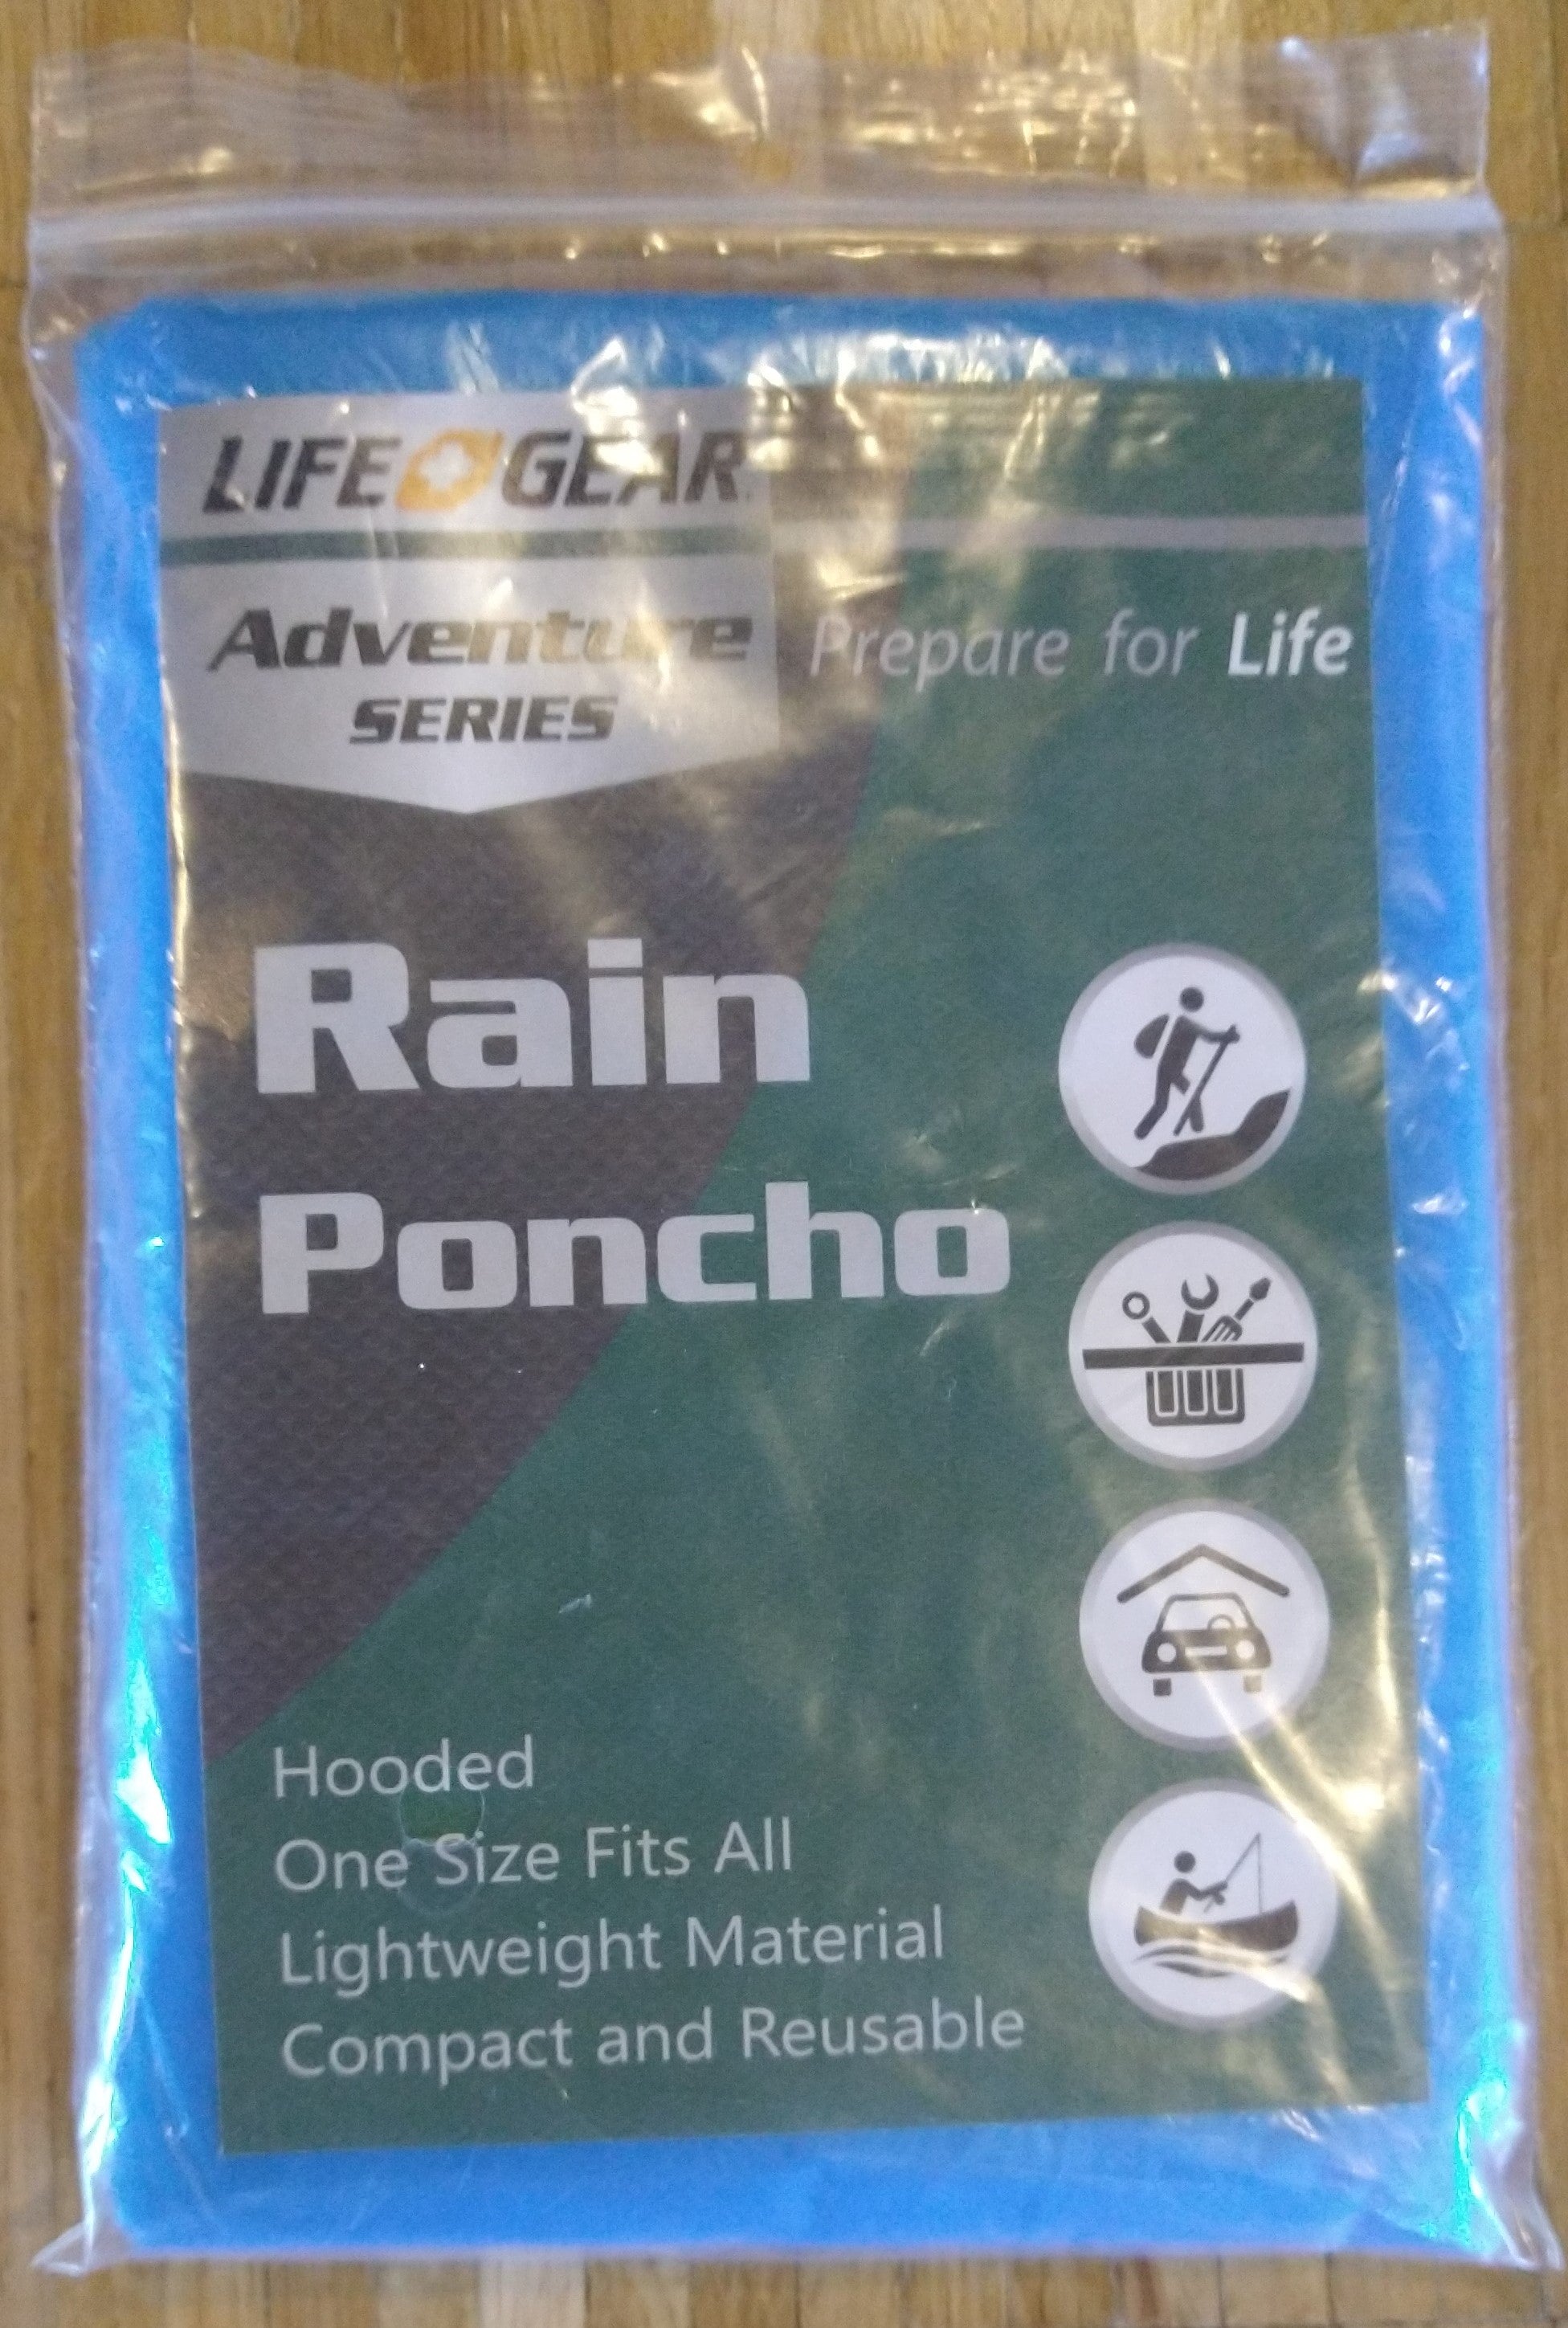 LIFE GEAR
Adventure
SERIES
Prepare for Life
Rain
Poncho
Hooded
One Size Fits All
Lightweight Material
Compact and Reusable